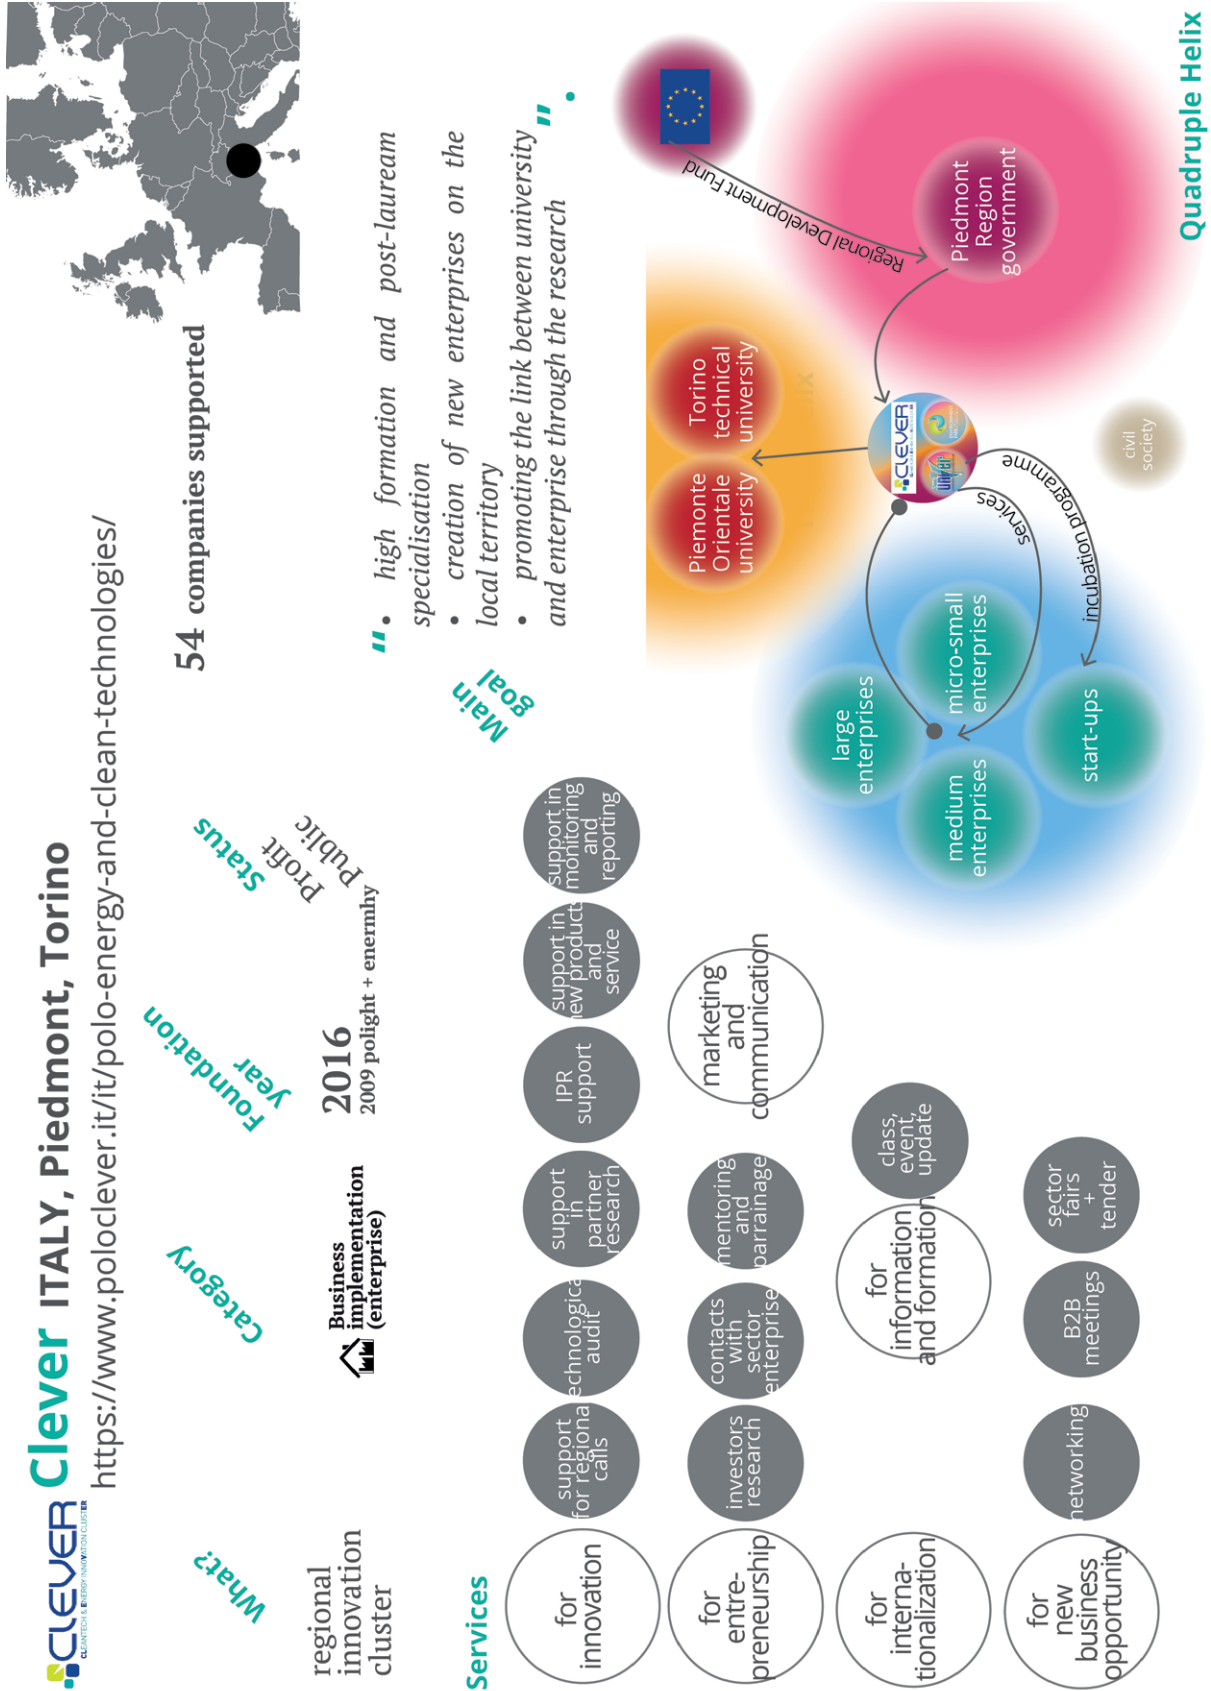 CLEVER
CLEANTECH & ENERGY INNOVATION CLUSTER
Clever ITALY, Piedmont, Torino
https://www.poloclever.it/it/polo-energy-and-clean-technologies/
What?
regional
innovation
cluster
Category
Business
implementation
(enterprise)
Foundation
year
2016
2009 polight + enermhy
Status
Profit
Public
54 companies supported
Main
goal
"
• high formation and post-lauream
specialisation
• creation of new enterprises on the
local territory
• promoting the link between university
and enterprise through the research
".
Services
for
innovation
support
for regional
calls
echnologica
audit
support
in
partner
research
IPR
support
support in
new product
and
service
support in
monitoring
and
reporting
for
entre-
preneurship
investors
research
contacts
with
sector
enterprise
mentoring
and
parrainage
marketing
and
communication
for
interna-
tionalization
for
information
and formation
class,
event,
update
for
new
business
opportunity
networking
B2B
meetings
sector
fairs
+
tender
large
enterprises
medium
enterprises
micro-small
enterprises
start-ups
Piemonte
Orientale
university
Torino
technical
university
CLEVER
services
incubation programme
Regional Development Fund
Piedmont
Region
government
civil
society
Quadruple Helix